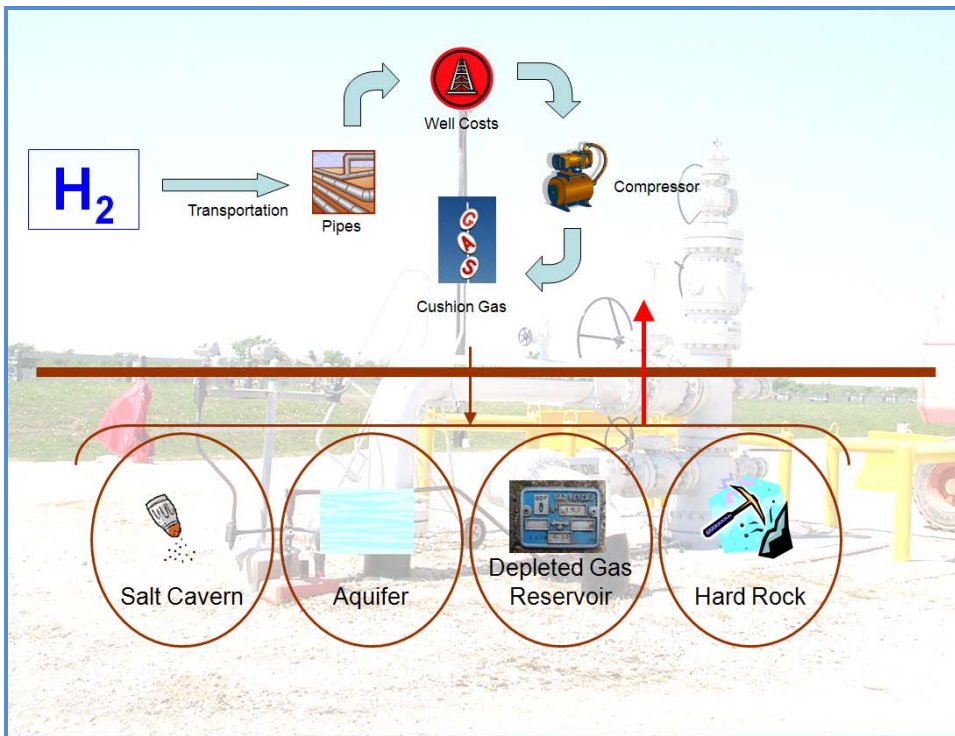 Well Costs
H2
Transportation
Pipes
Compressor
GAS
Cushion Gas
Salt Cavern
Aquifer
Depleted Gas
Reservoir
Hard Rock